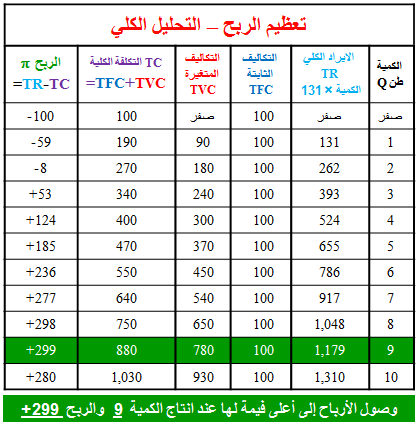 تعظيم الربح – التحليل الكلي
الكمية طن Q | الايراد الكلي TR الكمية × 131 | التكاليف الثابتة TFC | التكاليف المتغيرة TVC | TC التكلفة الكلية =TFC+TVC | الربح π =TR-TC
صفر | صفر | 100 | صفر | 100 | -100
1 | 131 | 100 | 90 | 190 | -59
2 | 262 | 100 | 180 | 270 | -8
3 | 393 | 100 | 240 | 340 | +53
4 | 524 | 100 | 300 | 400 | +124
5 | 655 | 100 | 370 | 470 | +185
6 | 786 | 100 | 450 | 550 | +236
7 | 917 | 100 | 540 | 640 | +277
8 | 1,048 | 100 | 650 | 750 | +298
9 | 1,179 | 100 | 780 | 880 | +299
10 | 1,310 | 100 | 930 | 1,030 | +280
وصول الأرباح إلى أعلى قيمة لها عند انتاج الكمية 9 والربح 299+